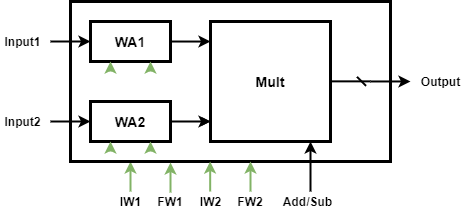 Input1
WA1
Mult
Output
Input2
WA2
IW1 FW1 IW2 FW2 Add/Sub